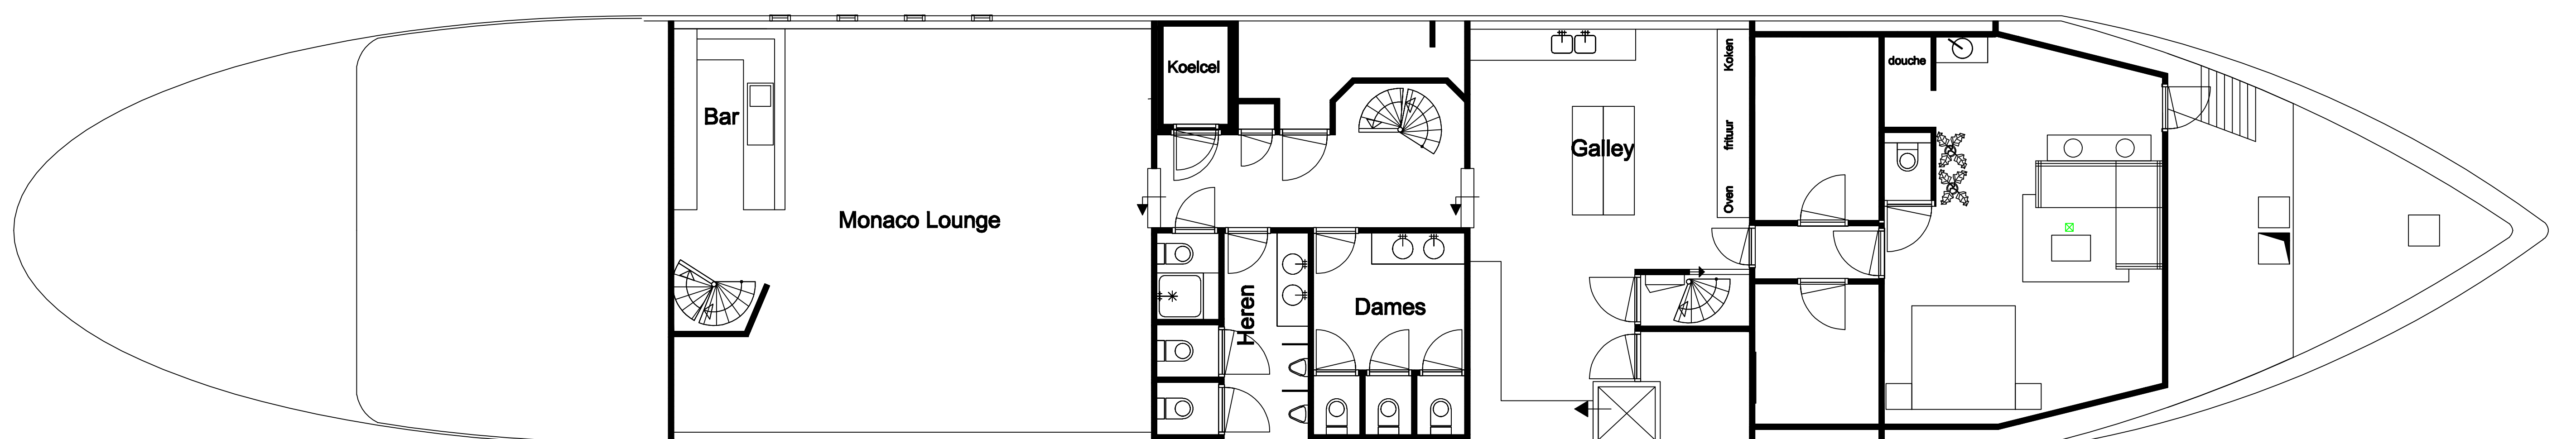 Koelcel
Bar
Monaco Lounge
Heren
Dames
Galley
Koken
frituur
Oven
douche